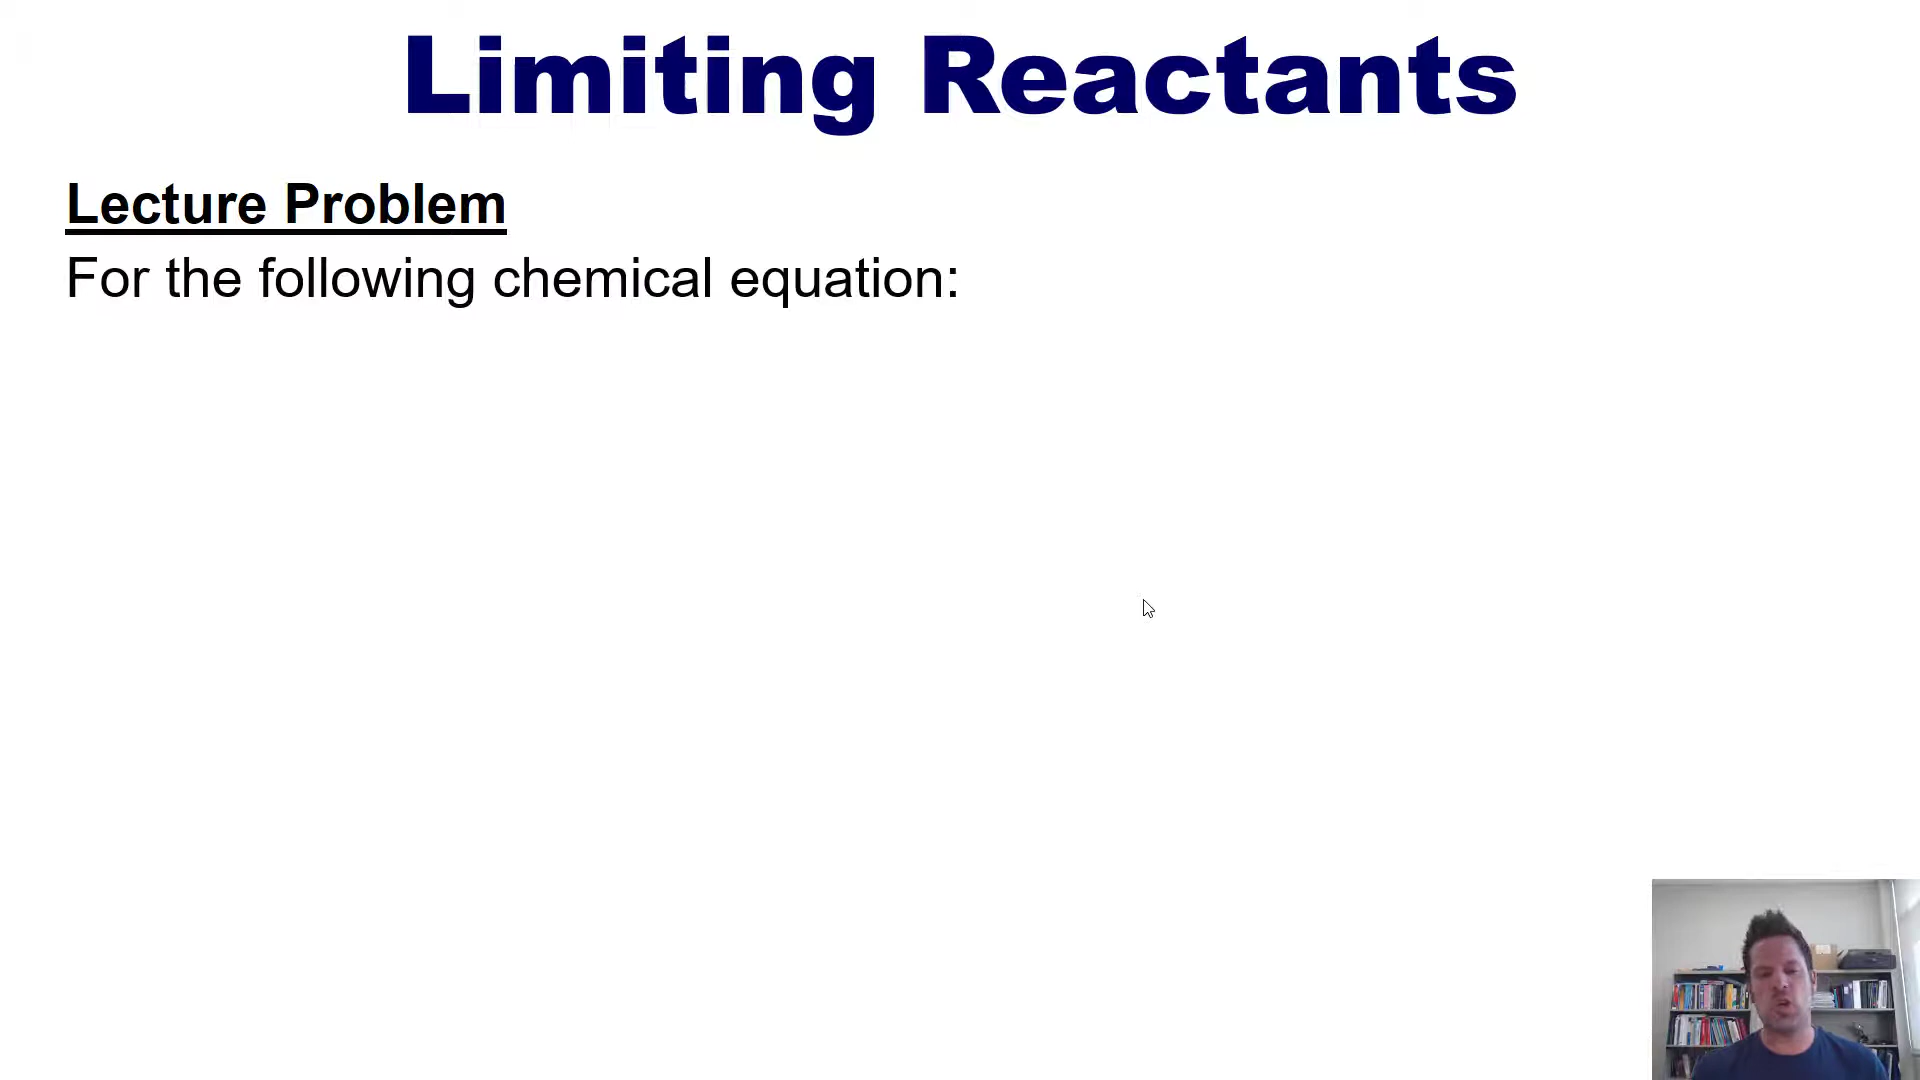 Limiting Reactants
Lecture Problem
For the following chemical equation: